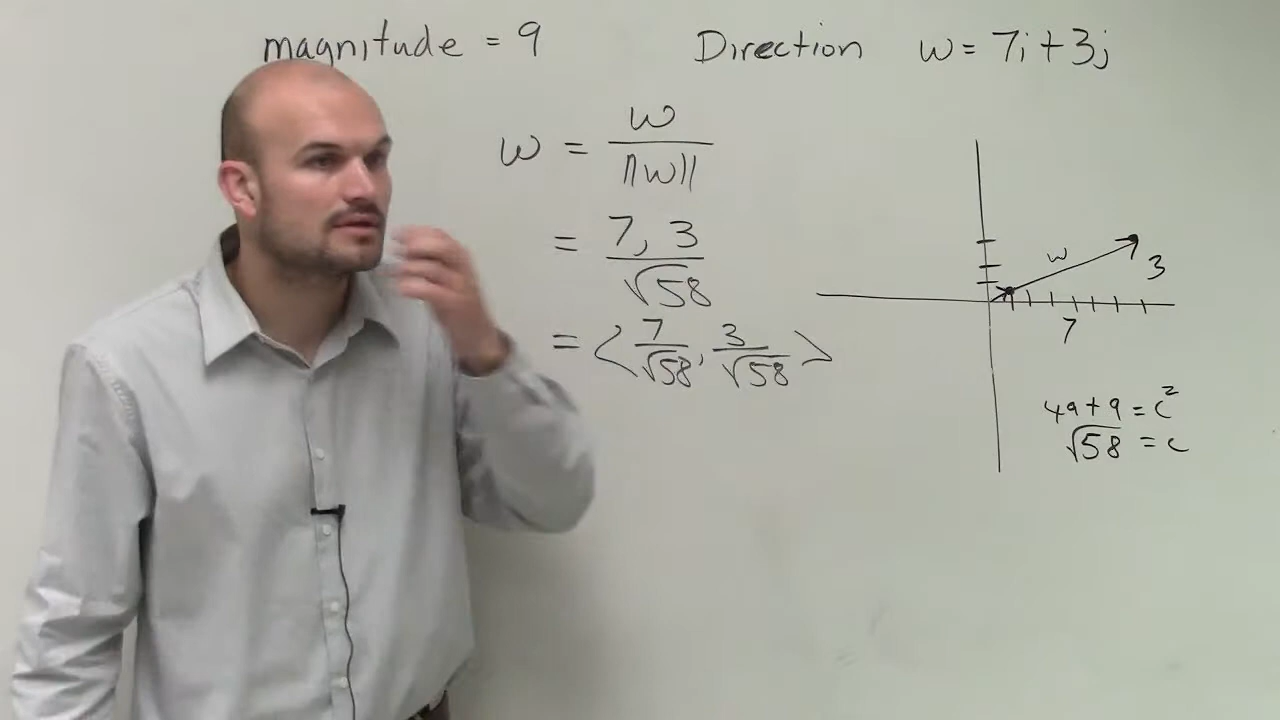 magnitude = 9
Direction w = 7i + 3j
w = w / ||w||
= 7, 3 / √58
= <7/√58, 3/√58>
w
3
7
49 + 9 = c²
√58 = c